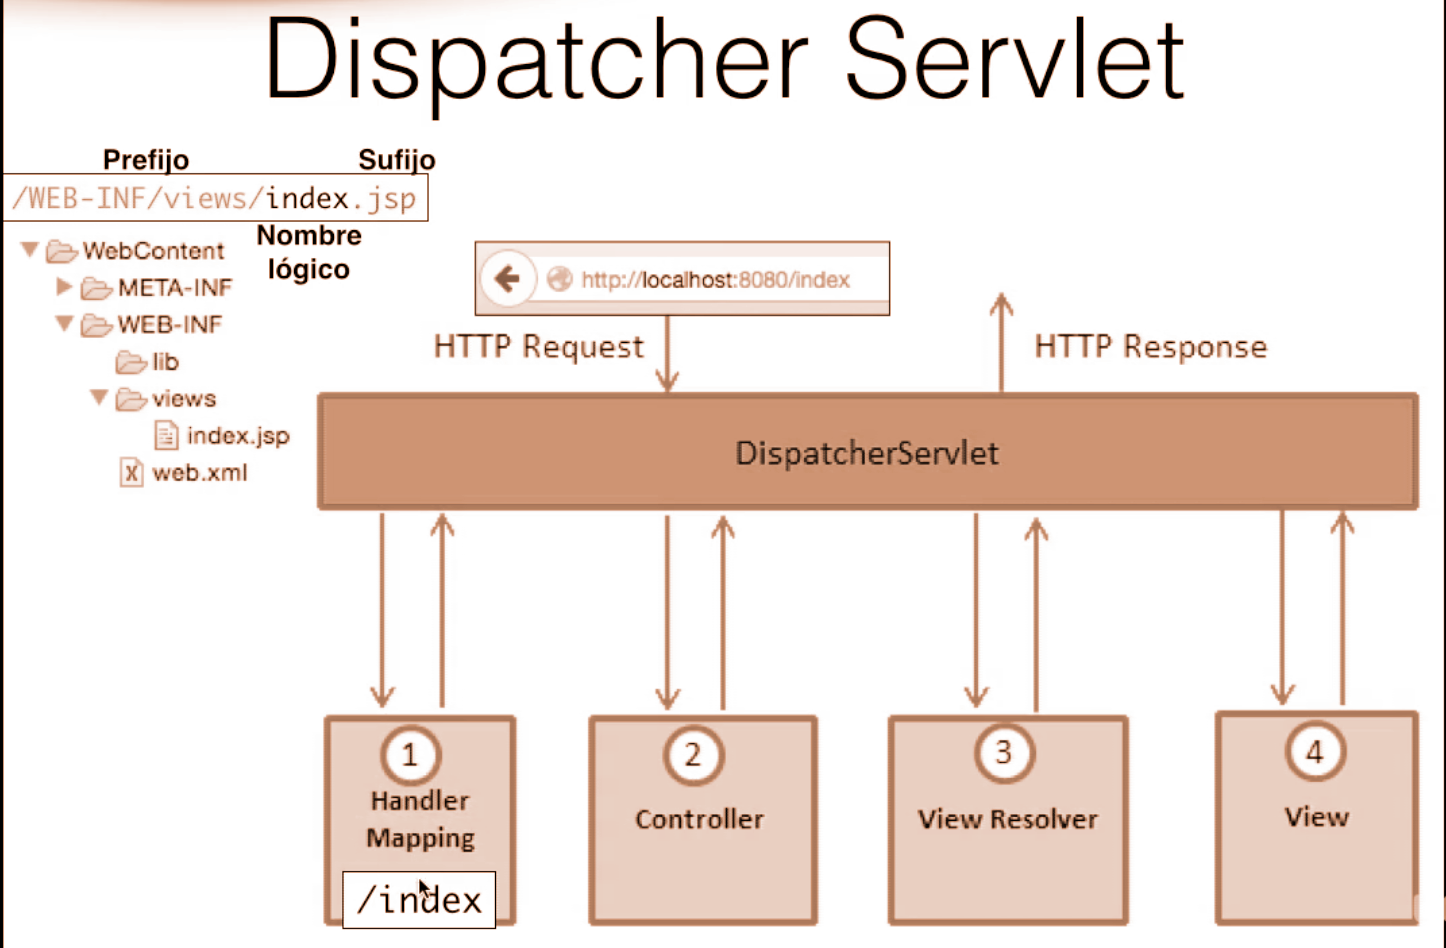 Dispatcher Servlet
Prefijo Sufijo
/WEB-INF/views/index.jsp
Nombre
lógico
WebContent
META-INF
WEB-INF
lib
views
index.jsp
web.xml
http://localhost:8080/index
HTTP Request
HTTP Response
DispatcherServlet
1
Handler
Mapping
/index
2
Controller
3
View Resolver
4
View